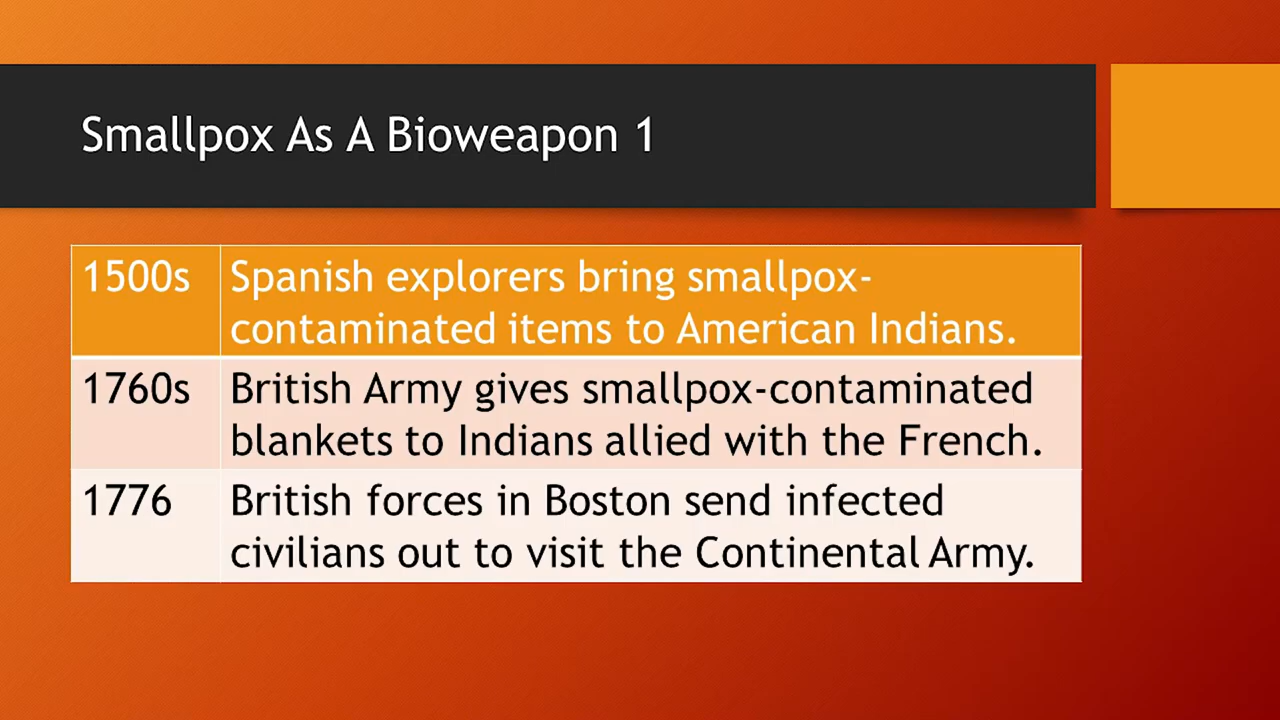 Smallpox As A Bioweapon 1
1500s Spanish explorers bring smallpox-
contaminated items to American Indians.
1760s British Army gives smallpox-contaminated
blankets to Indians allied with the French.
1776 British forces in Boston send infected
civilians out to visit the Continental Army.